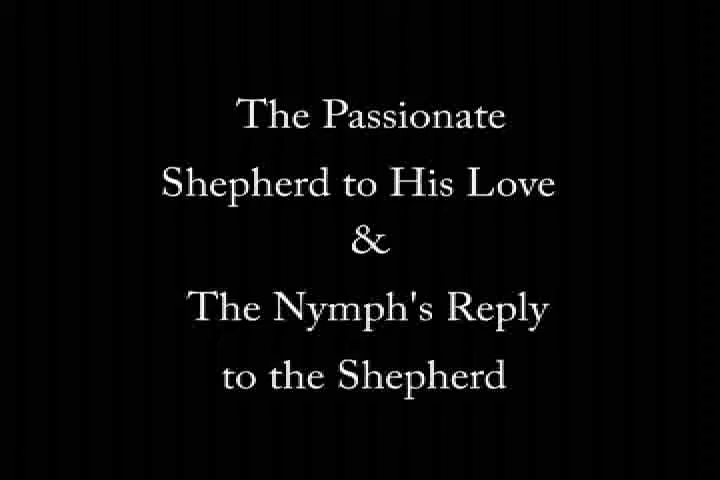 The Passionate
Shepherd to His Love
&
The Nymph's Reply
to the Shepherd